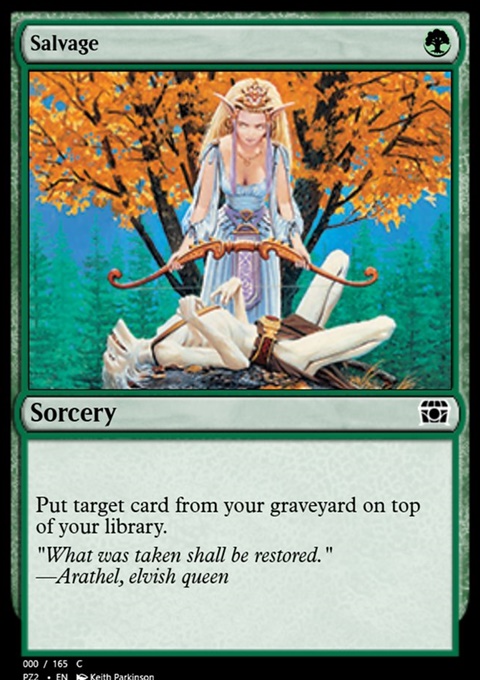 Salvage
Sorcery
Put target card from your graveyard on top
of your library.
"What was taken shall be restored."
—Arathel, elvish queen
000 / 165 C
PZ2 • EN Keith Parkinson